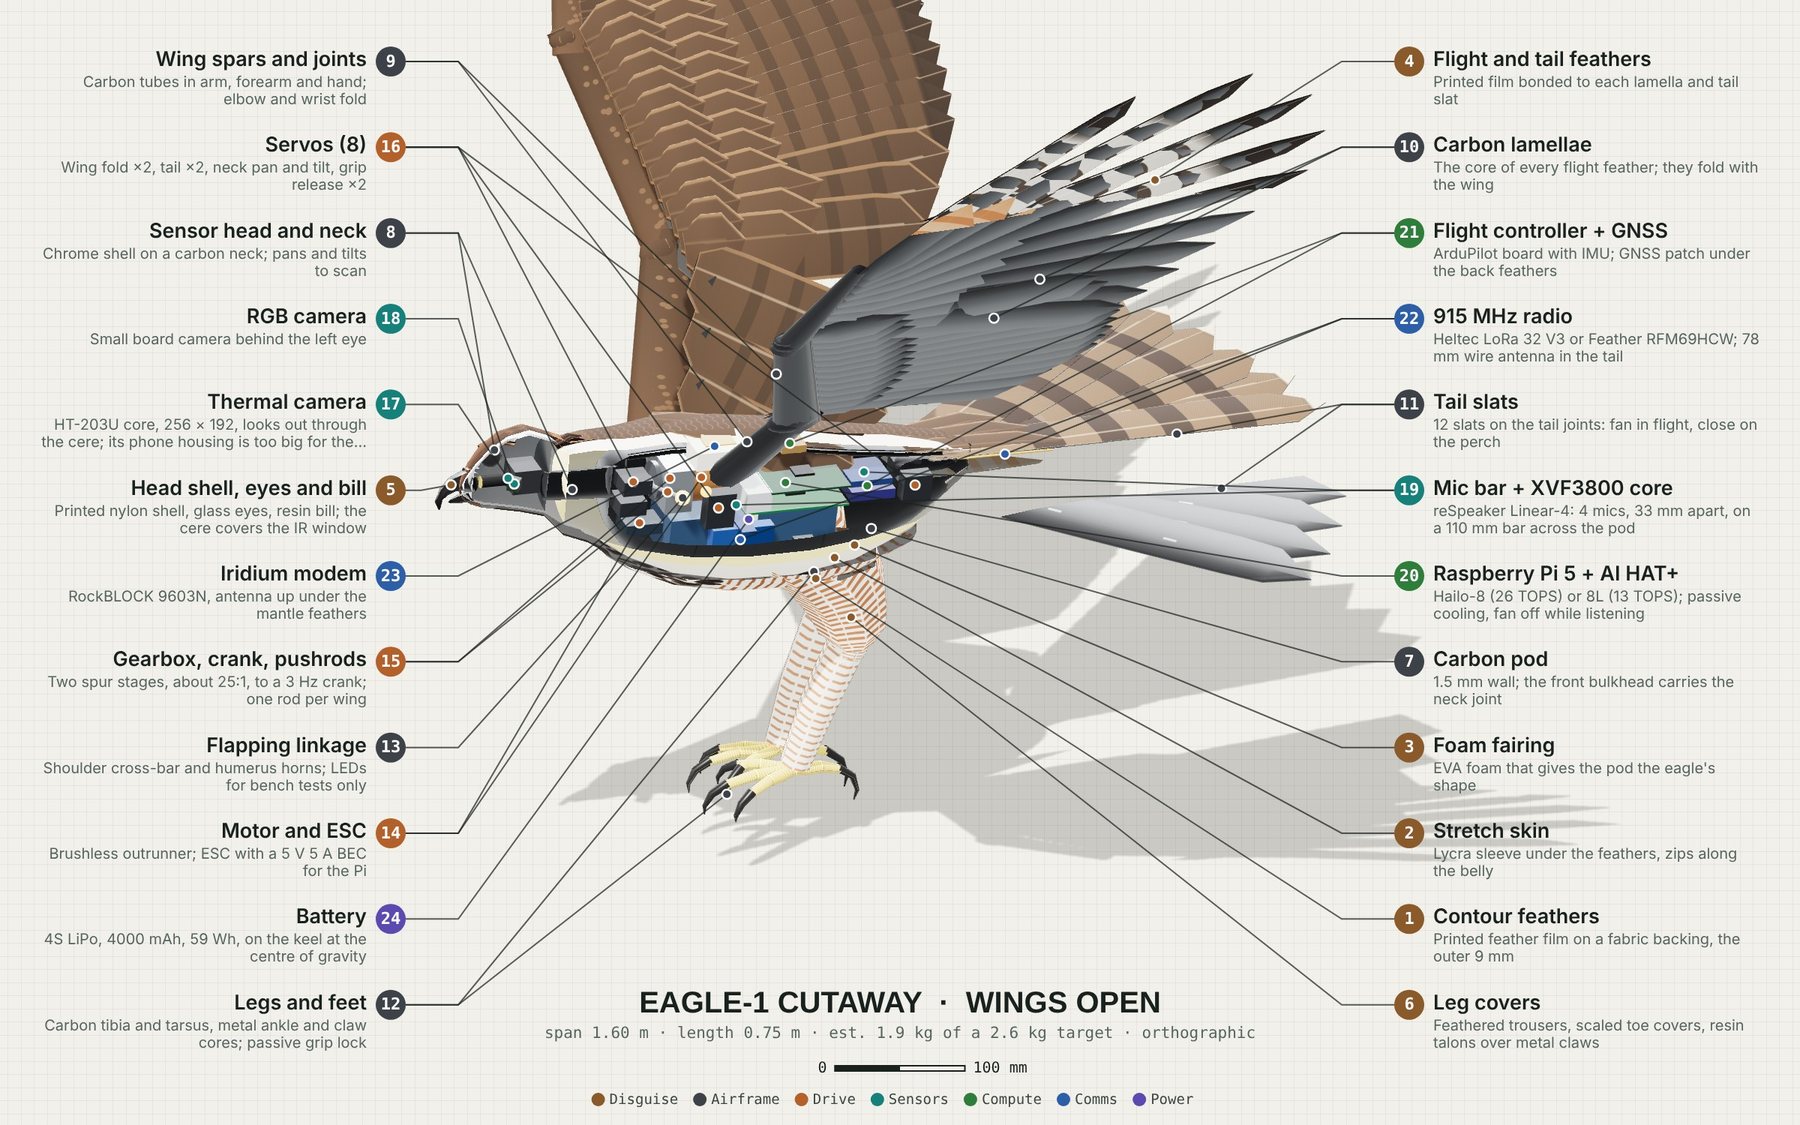 9
Wing spars and joints
Carbon tubes in arm, forearm and hand;
elbow and wrist fold
16
Servos (8)
Wing fold ×2, tail ×2, neck pan and tilt, grip
release ×2
8
Sensor head and neck
Chrome shell on a carbon neck; pans and tilts
to scan
18
RGB camera
Small board camera behind the left eye
17
Thermal camera
HT-203U core, 256 × 192, looks out through
the cere; its phone housing is too big for the…
5
Head shell, eyes and bill
Printed nylon shell, glass eyes, resin bill; the
cere covers the IR window
23
Iridium modem
RockBLOCK 9603N, antenna up under the
mantle feathers
15
Gearbox, crank, pushrods
Two spur stages, about 25:1, to a 3 Hz crank;
one rod per wing
13
Flapping linkage
Shoulder cross-bar and humerus horns; LEDs
for bench tests only
14
Motor and ESC
Brushless outrunner; ESC with a 5 V 5 A BEC
for the Pi
24
Battery
4S LiPo, 4000 mAh, 59 Wh, on the keel at the
centre of gravity
12
Legs and feet
Carbon tibia and tarsus, metal ankle and claw
cores; passive grip lock
4
Flight and tail feathers
Printed film bonded to each lamella and tail
slat
10
Carbon lamellae
The core of every flight feather; they fold with
the wing
21
Flight controller + GNSS
ArduPilot board with IMU; GNSS patch under
the back feathers
22
915 MHz radio
Heltec LoRa 32 V3 or Feather RFM69HCW; 78
mm wire antenna in the tail
11
Tail slats
12 slats on the tail joints: fan in flight, close on
the perch
19
Mic bar + XVF3800 core
reSpeaker Linear-4: 4 mics, 33 mm apart, on
a 110 mm bar across the pod
20
Raspberry Pi 5 + AI HAT+
Hailo-8 (26 TOPS) or 8L (13 TOPS); passive
cooling, fan off while listening
7
Carbon pod
1.5 mm wall; the front bulkhead carries the
neck joint
3
Foam fairing
EVA foam that gives the pod the eagle's
shape
2
Stretch skin
Lycra sleeve under the feathers, zips along
the belly
1
Contour feathers
Printed feather film on a fabric backing, the
outer 9 mm
6
Leg covers
Feathered trousers, scaled toe covers, resin
talons over metal claws
EAGLE-1 CUTAWAY · WINGS OPEN
span 1.60 m · length 0.75 m · est. 1.9 kg of a 2.6 kg target · orthographic
0 100 mm
Disguise Airframe Drive Sensors Compute Comms Power